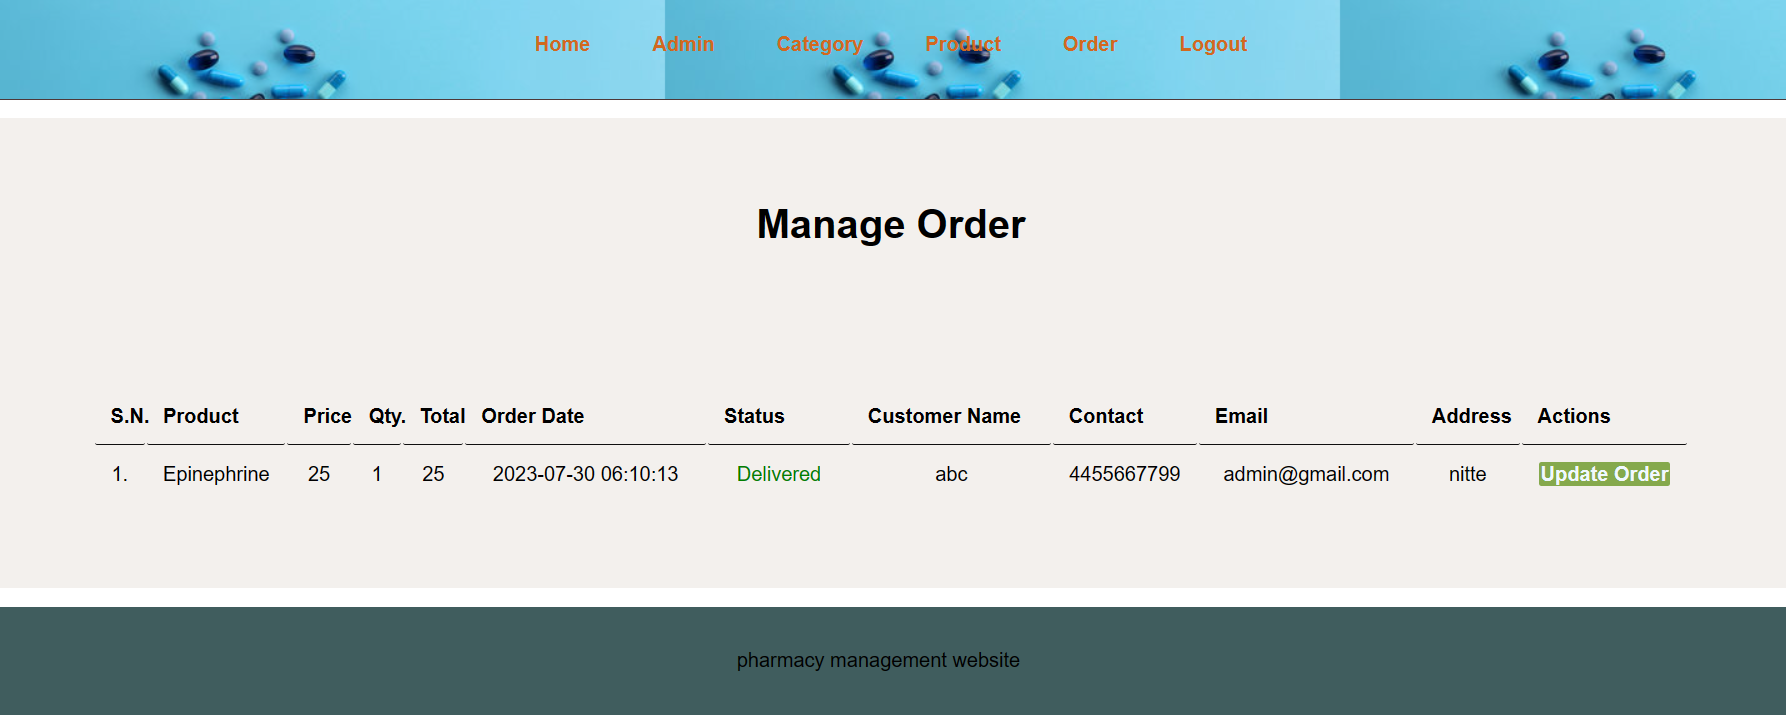 Home Admin Category Product Order Logout
Manage Order
S.N. Product Price Qty. Total Order Date Status Customer Name Contact Email Address Actions
1. Epinephrine 25 1 25 2023-07-30 06:10:13 Delivered abc 4455667799 admin@gmail.com nitte Update Order
pharmacy management website